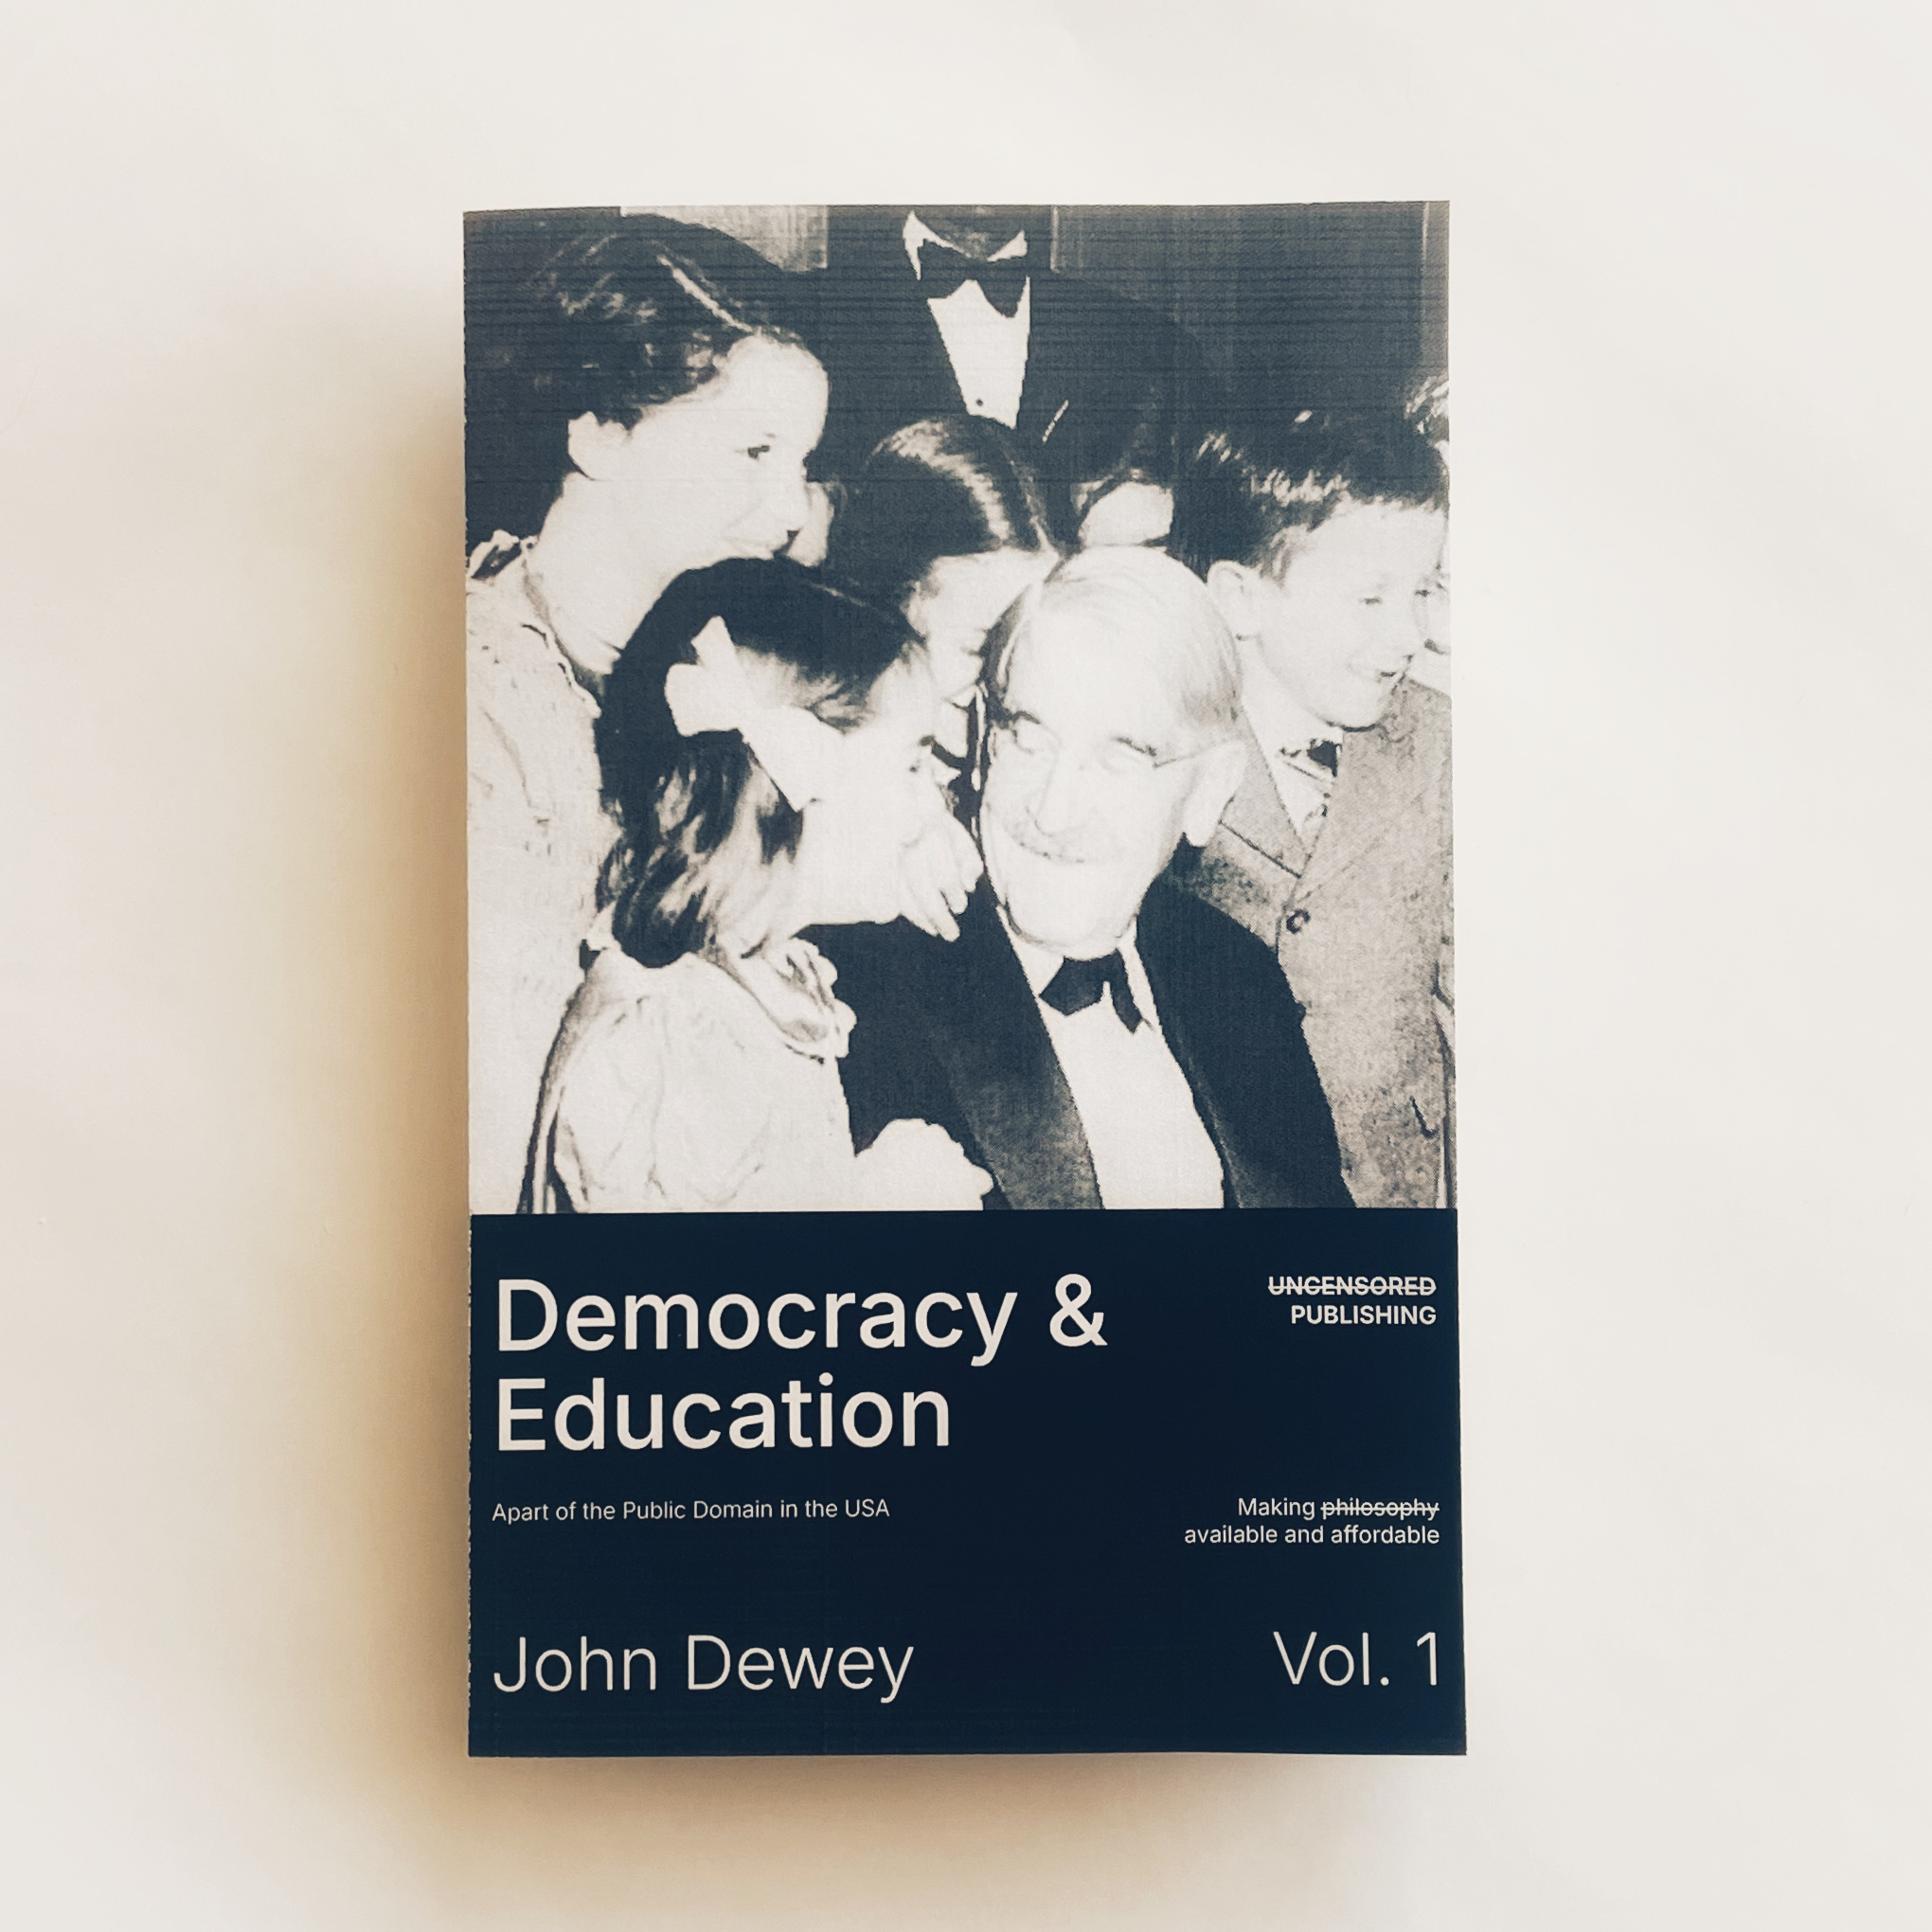 Democracy &
Education
UNCENSORED
PUBLISHING
Apart of the Public Domain in the USA
Making philosophy
available and affordable
John Dewey
Vol. 1